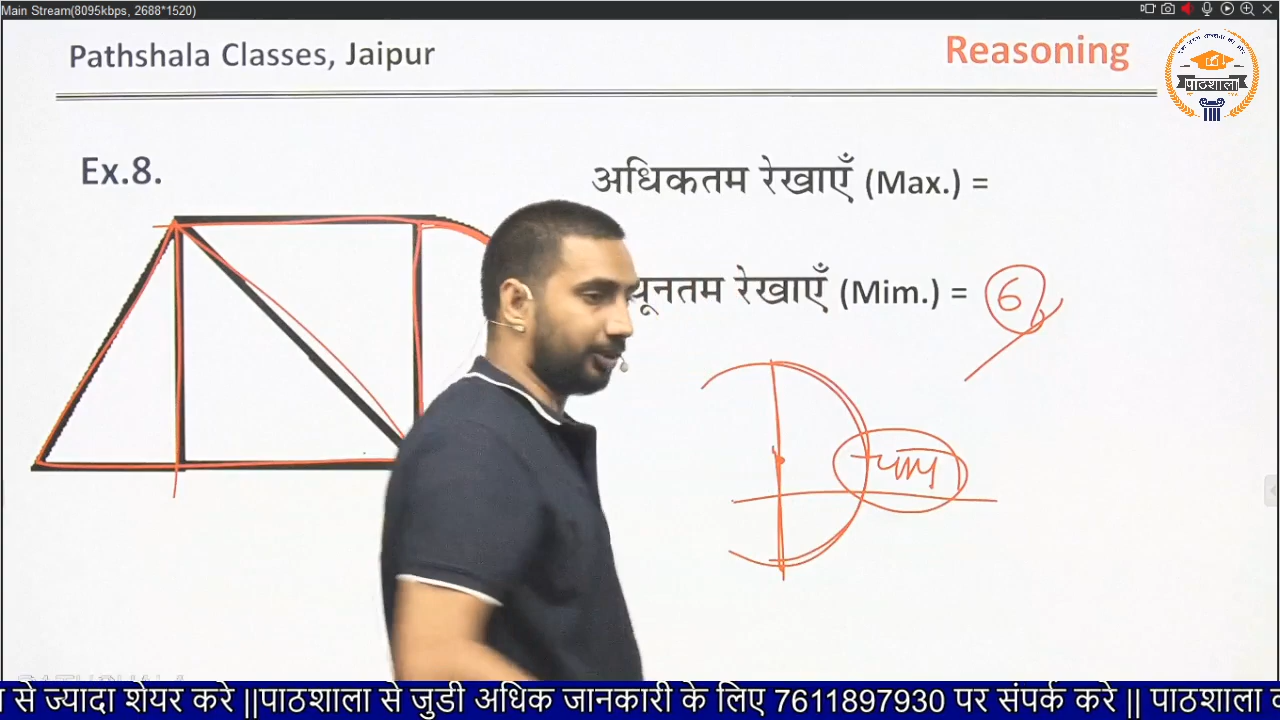 Main Stream(8095kbps, 2688*1520)
Pathshala Classes, Jaipur
Reasoning
पाठशाला
Ex.8.
अधिकतम रेखाएँ (Max.) =
यूनतम रेखाएँ (Mim.) = 6
चाप
से ज्यादा शेयर करे ||पाठशाला से जुडी अधिक जानकारी के लिए 7611897930 पर संपर्क करे || पाठशाला